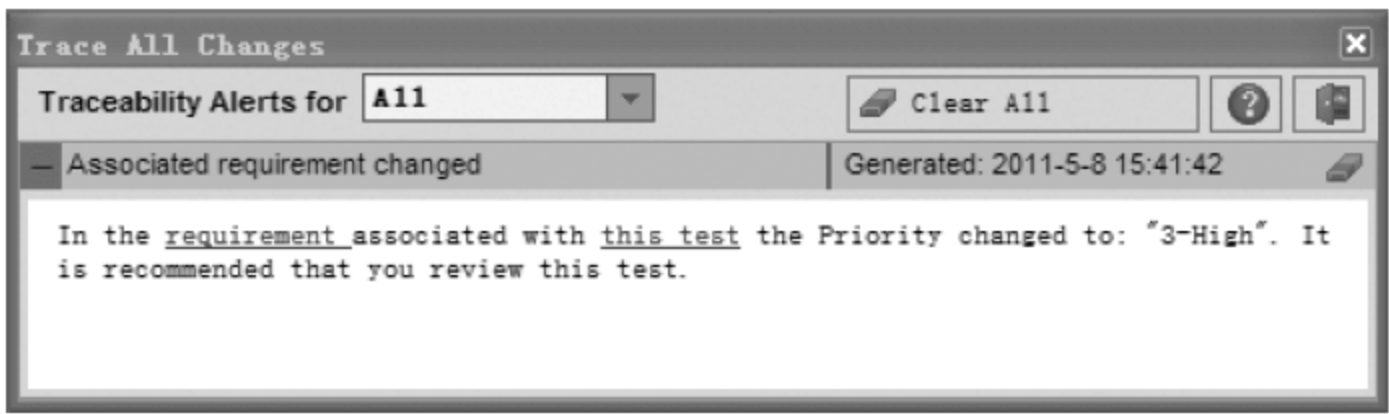 Trace All Changes
Traceability Alerts for All Clear All
Associated requirement changed Generated: 2011-5-8 15:41:42
In the requirement associated with this test the Priority changed to: "3-High". It
is recommended that you review this test.